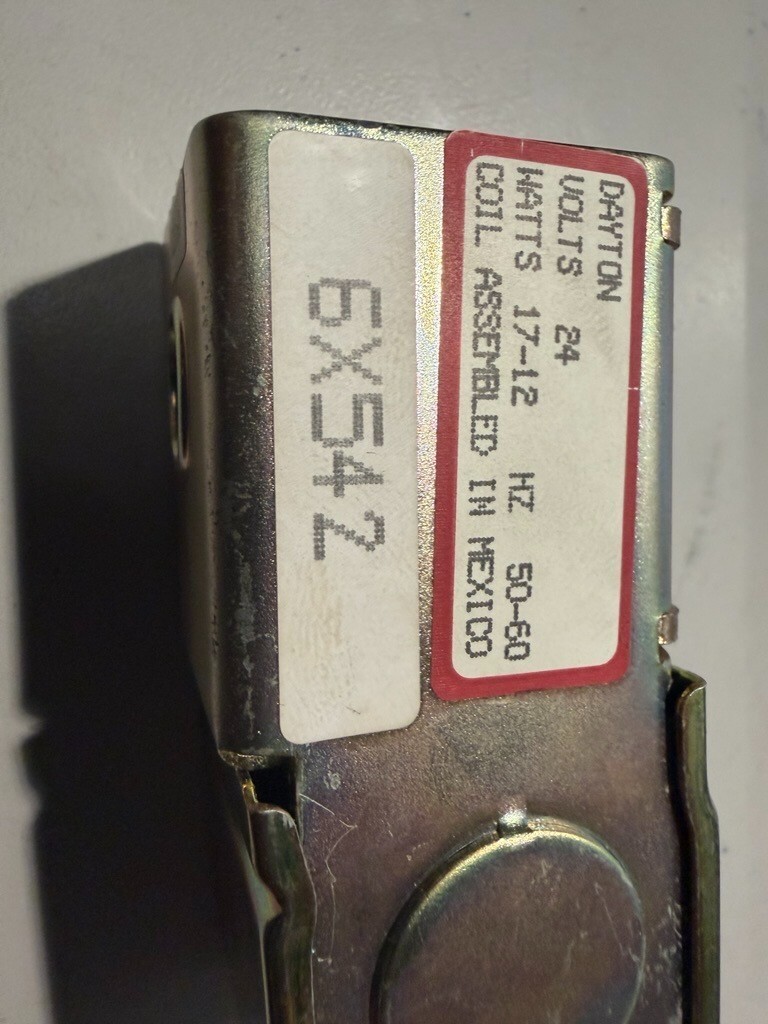 DAYTON
VOLTS 24
WATTS 17-12 HZ 50-60
COIL ASSEMBLED IN MEXICO
6X542